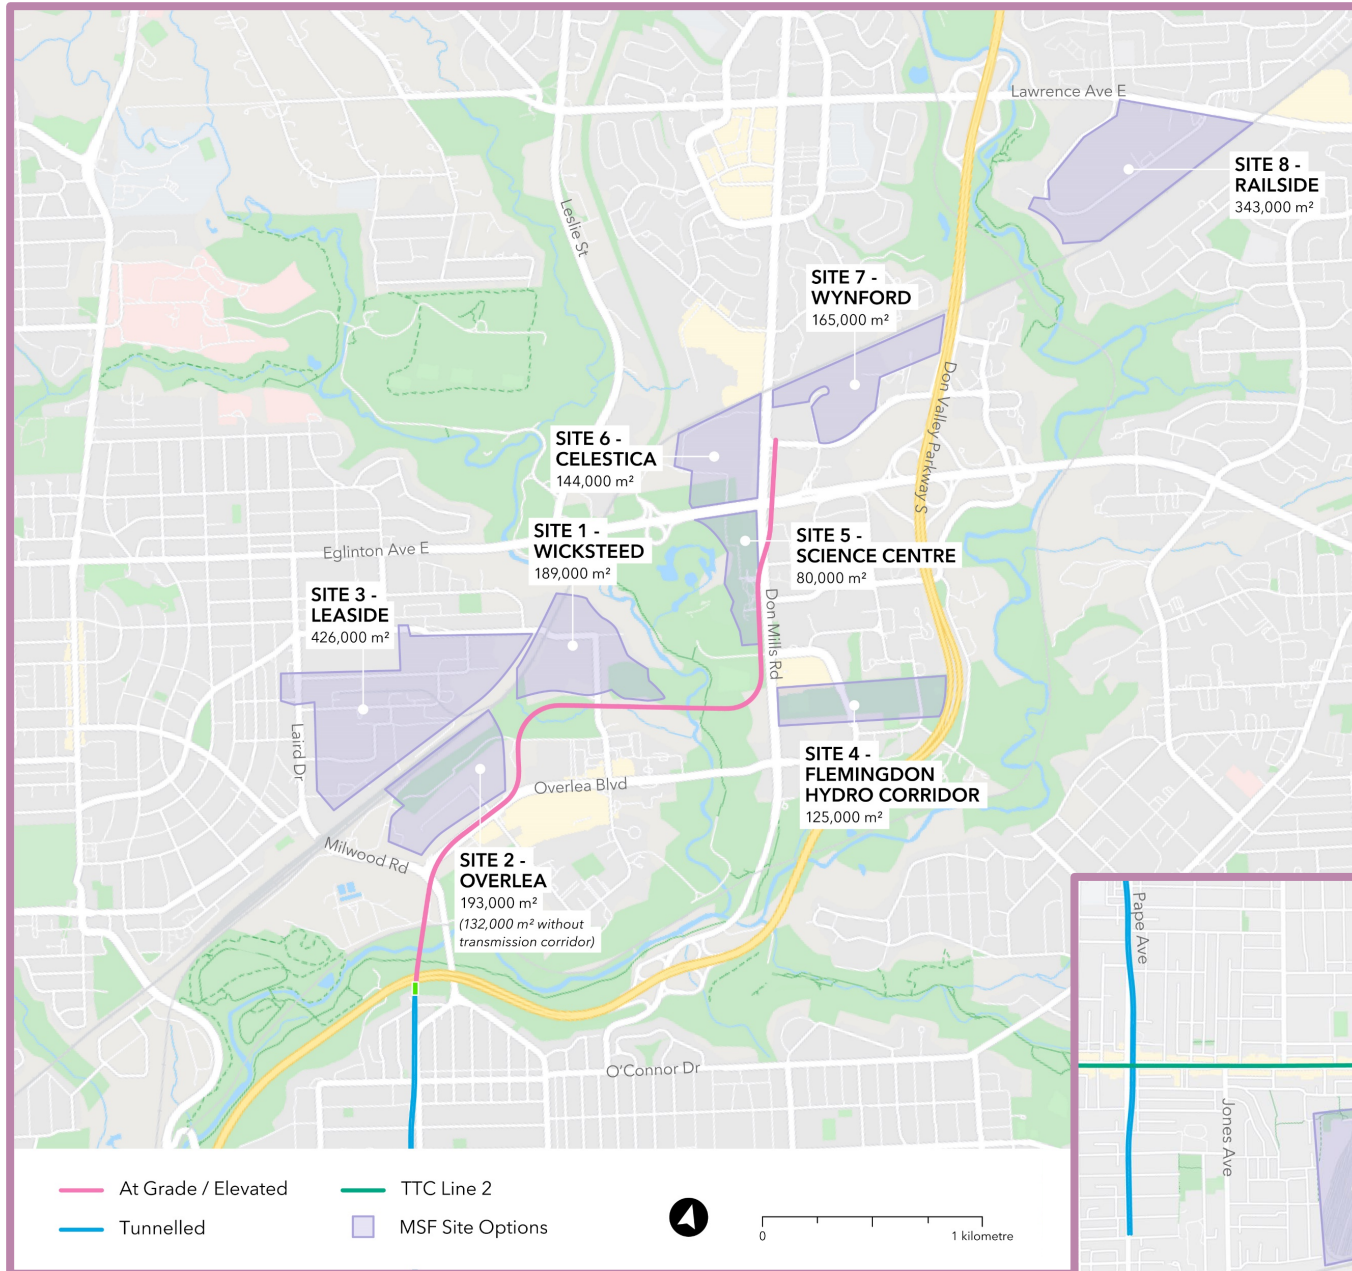 Lawrence Ave E
SITE 8 -
RAILSIDE
343,000 m²
Leslie St
SITE 7 -
WYNFORD
165,000 m²
Don Valley Parkway S
SITE 6 -
CELESTICA
144,000 m²
SITE 1 -
WICKSTEED
189,000 m²
SITE 5 -
SCIENCE CENTRE
80,000 m²
Eglinton Ave E
SITE 3 -
LEASIDE
426,000 m²
Don Mills Rd
Laird Dr
SITE 4 -
FLEMINGDON
HYDRO CORRIDOR
125,000 m²
Overlea Blvd
Milwood Rd
SITE 2 -
OVERLEA
193,000 m²
(132,000 m² without
transmission corridor)
Pape Ave
O'Connor Dr
Jones Ave
At Grade / Elevated
TTC Line 2
Tunnelled
MSF Site Options
0
1 kilometre